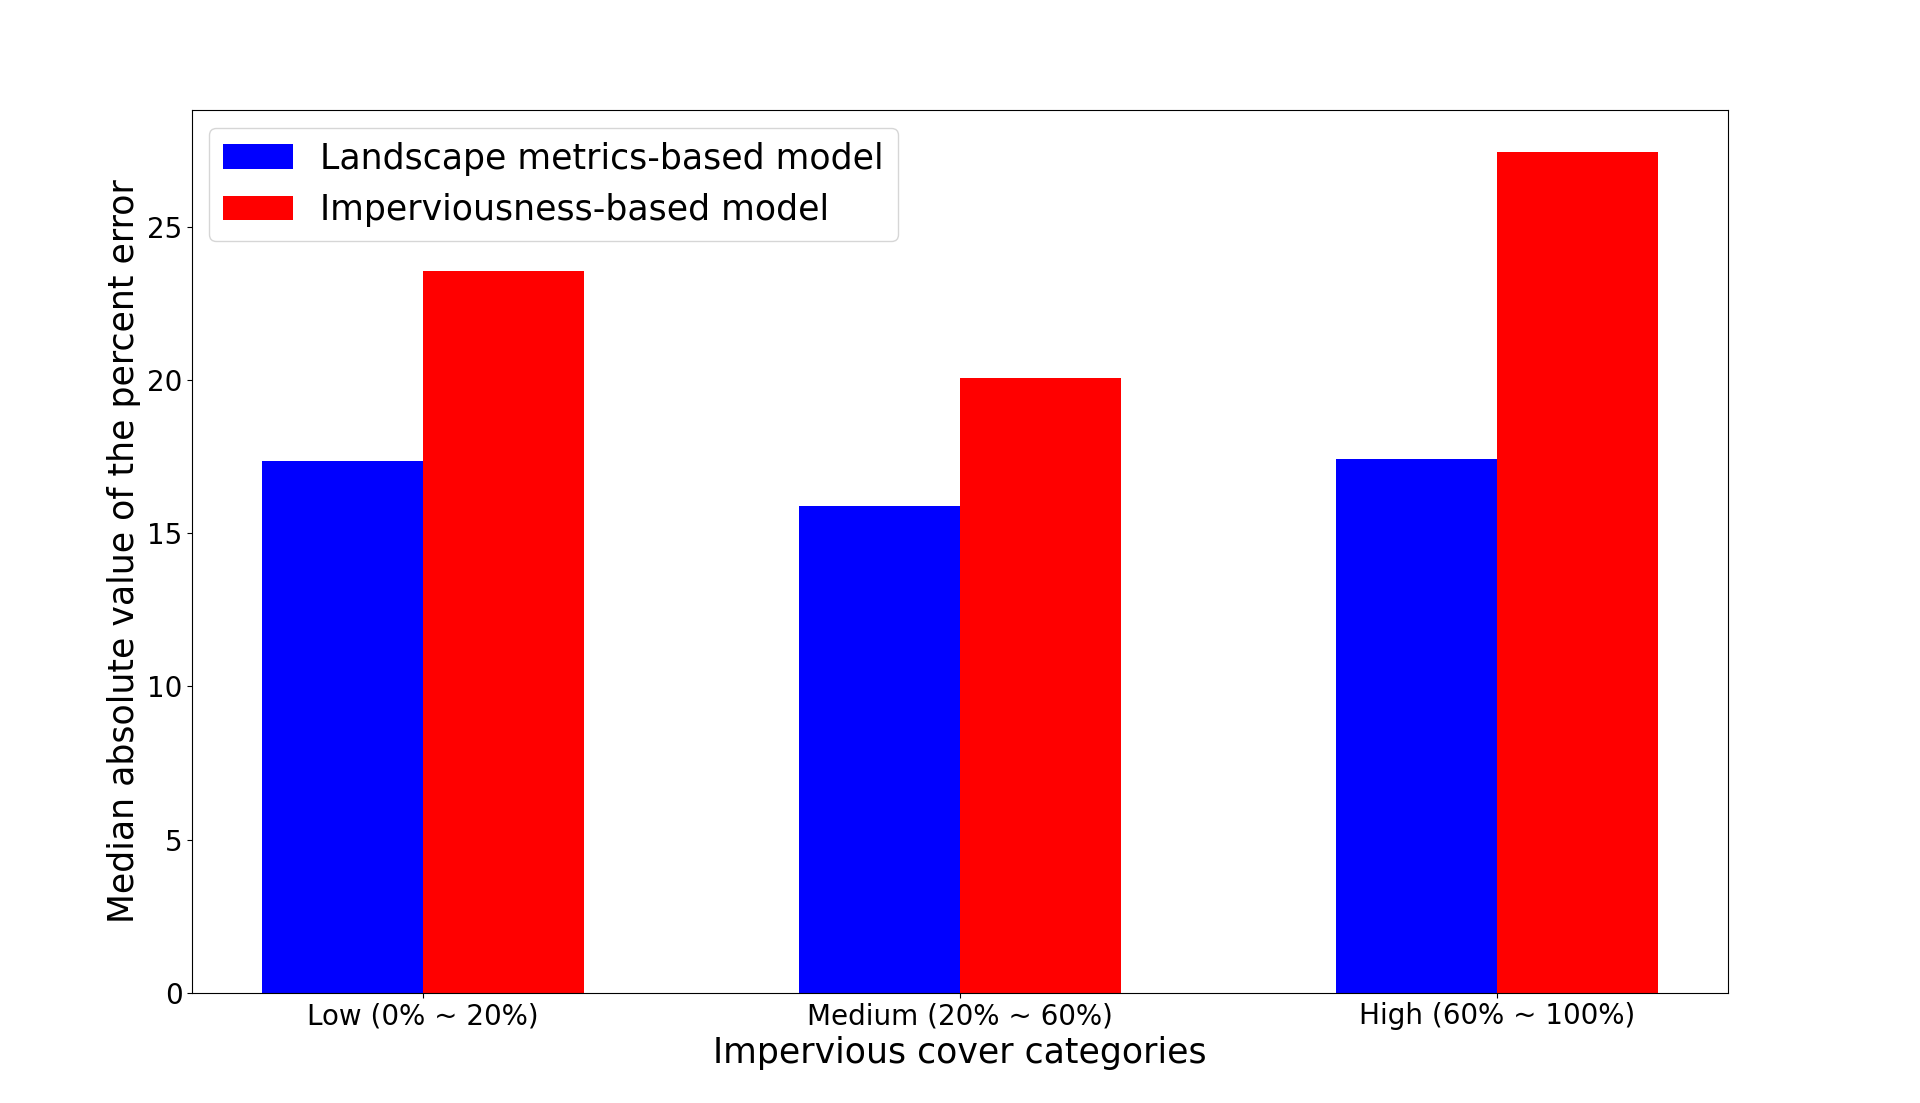 Landscape metrics-based model
Imperviousness-based model
Median absolute value of the percent error
25
20
15
10
5
0
Low (0% ~ 20%)
Medium (20% ~ 60%)
High (60% ~ 100%)
Impervious cover categories